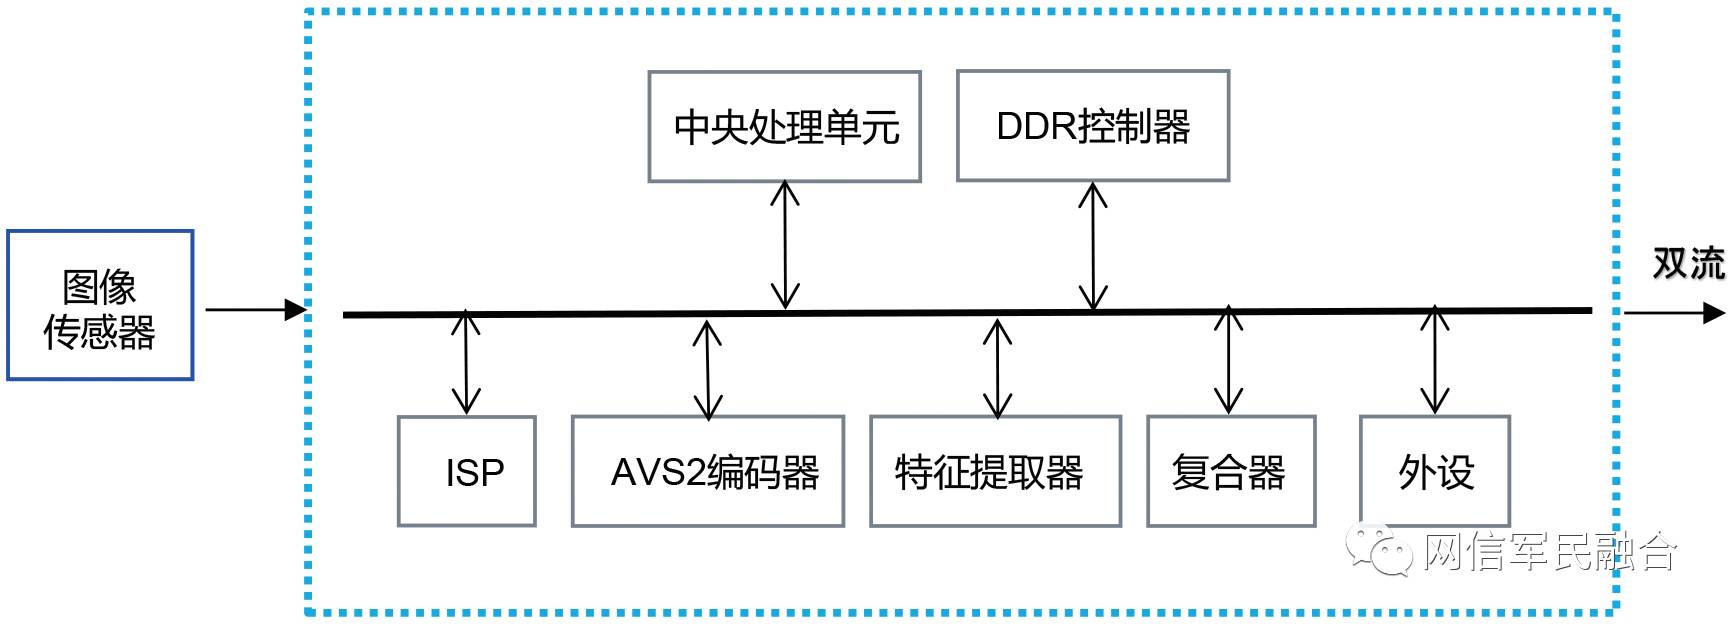 中央处理单元
DDR控制器
图像
传感器
双流
ISP
AVS2编码器
特征提取器
复合器
外设
网信军民融合